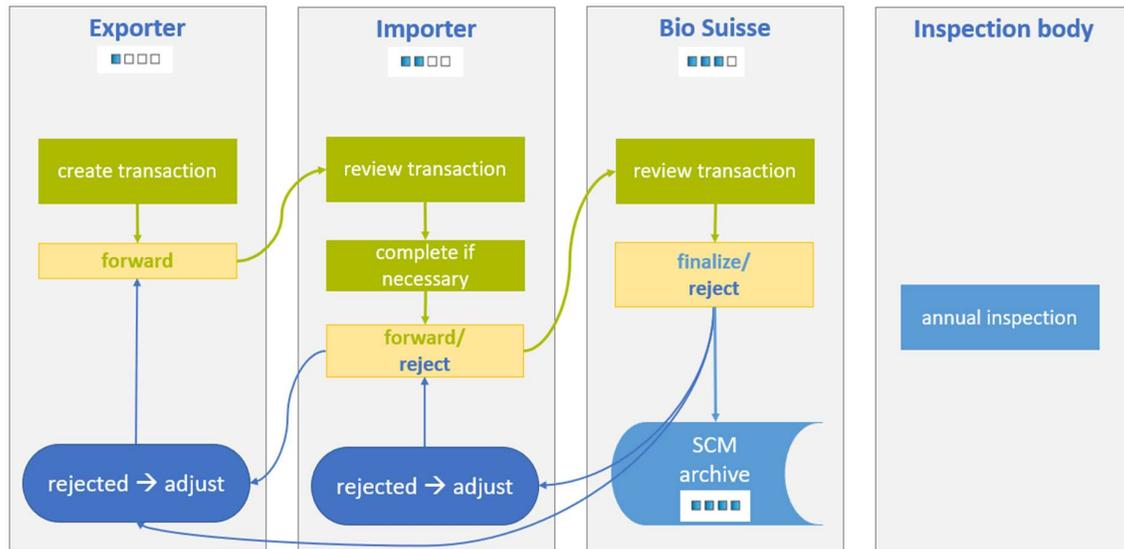 Exporter
create transaction
forward
rejected → adjust
Importer
review transaction
complete if
necessary
forward/
reject
rejected → adjust
Bio Suisse
review transaction
finalize/
reject
SCM
archive
Inspection body
annual inspection